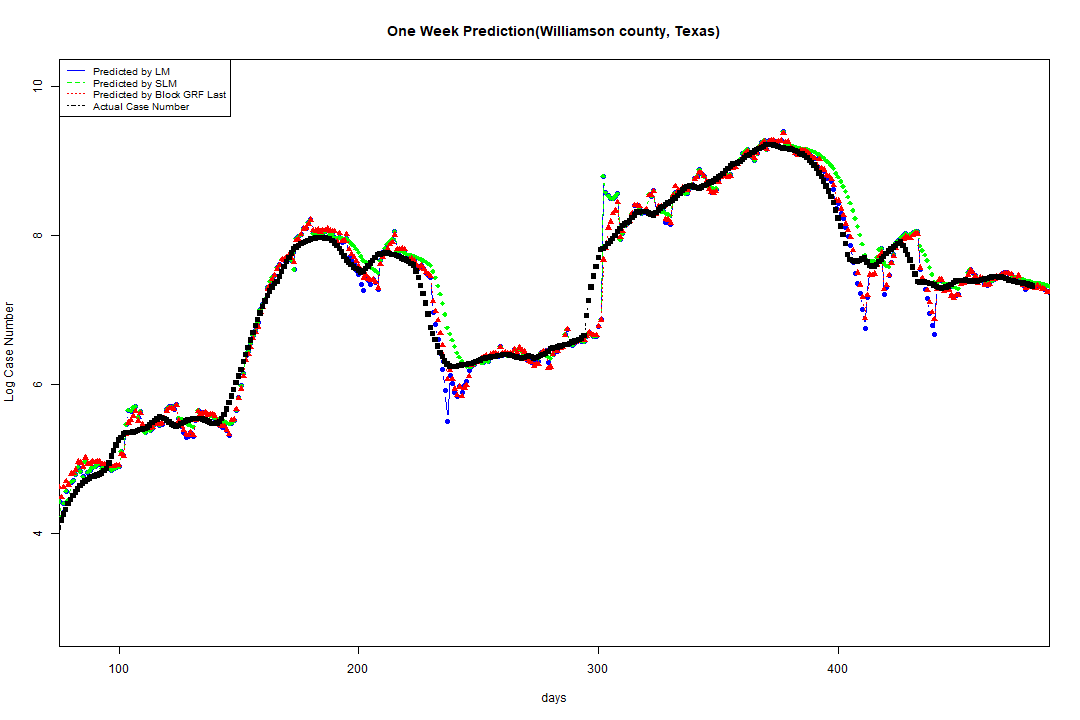 One Week Prediction(Williamson county, Texas)
Predicted by LM
Predicted by SLM
Predicted by Block GRF Last
Actual Case Number
10
8
6
4
Log Case Number
100 200 300 400
days